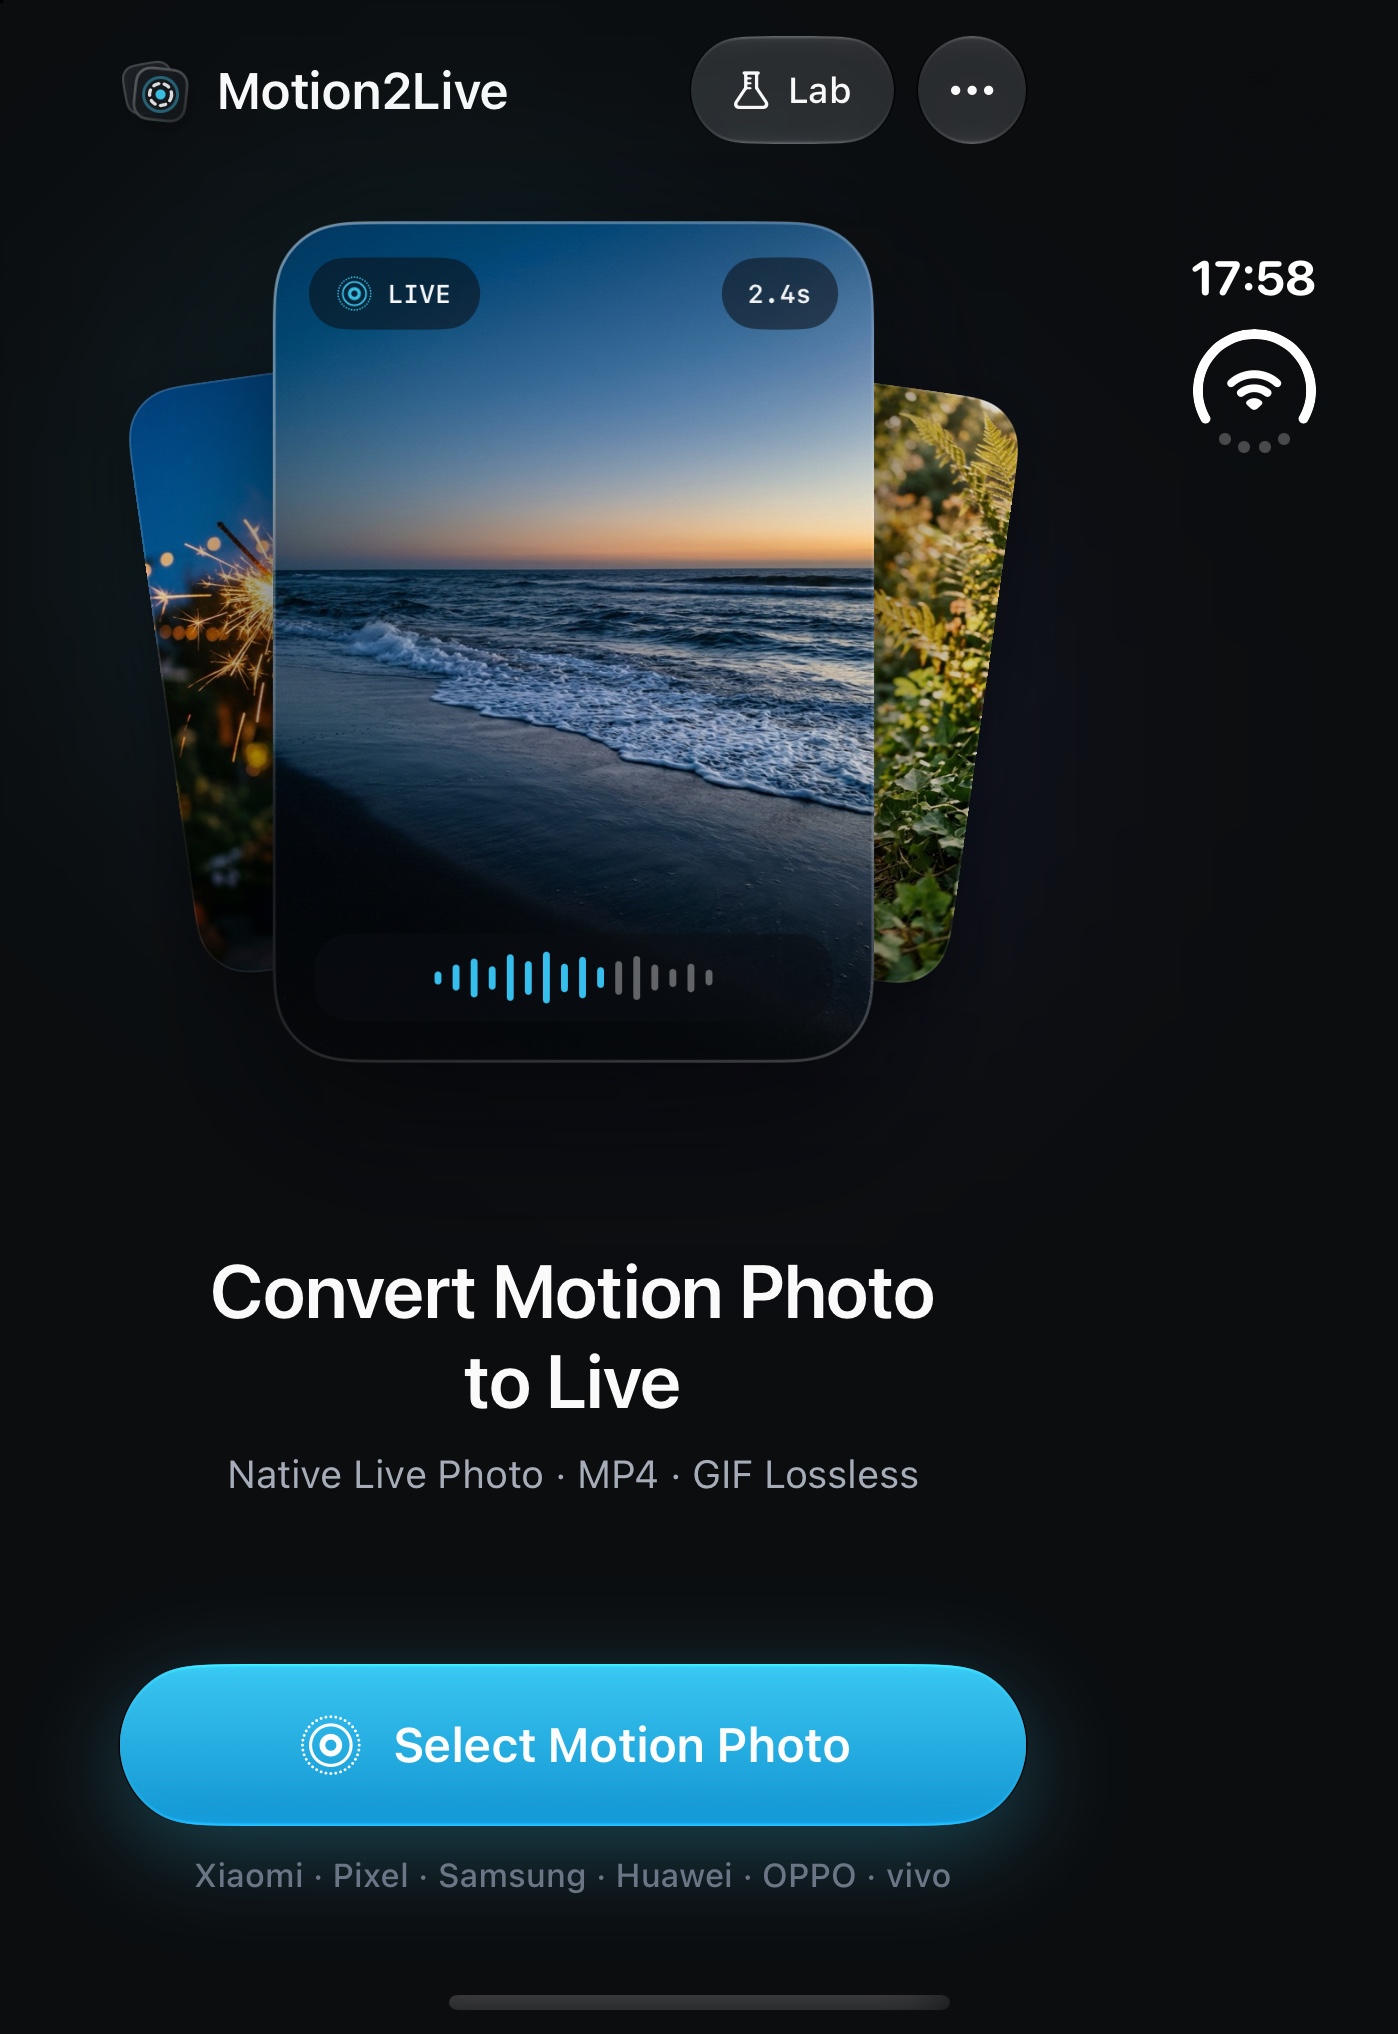 Motion2Live
Lab
17:58
LIVE
2.4s
Convert Motion Photo
to Live
Native Live Photo · MP4 · GIF Lossless
Select Motion Photo
Xiaomi · Pixel · Samsung · Huawei · OPPO · vivo